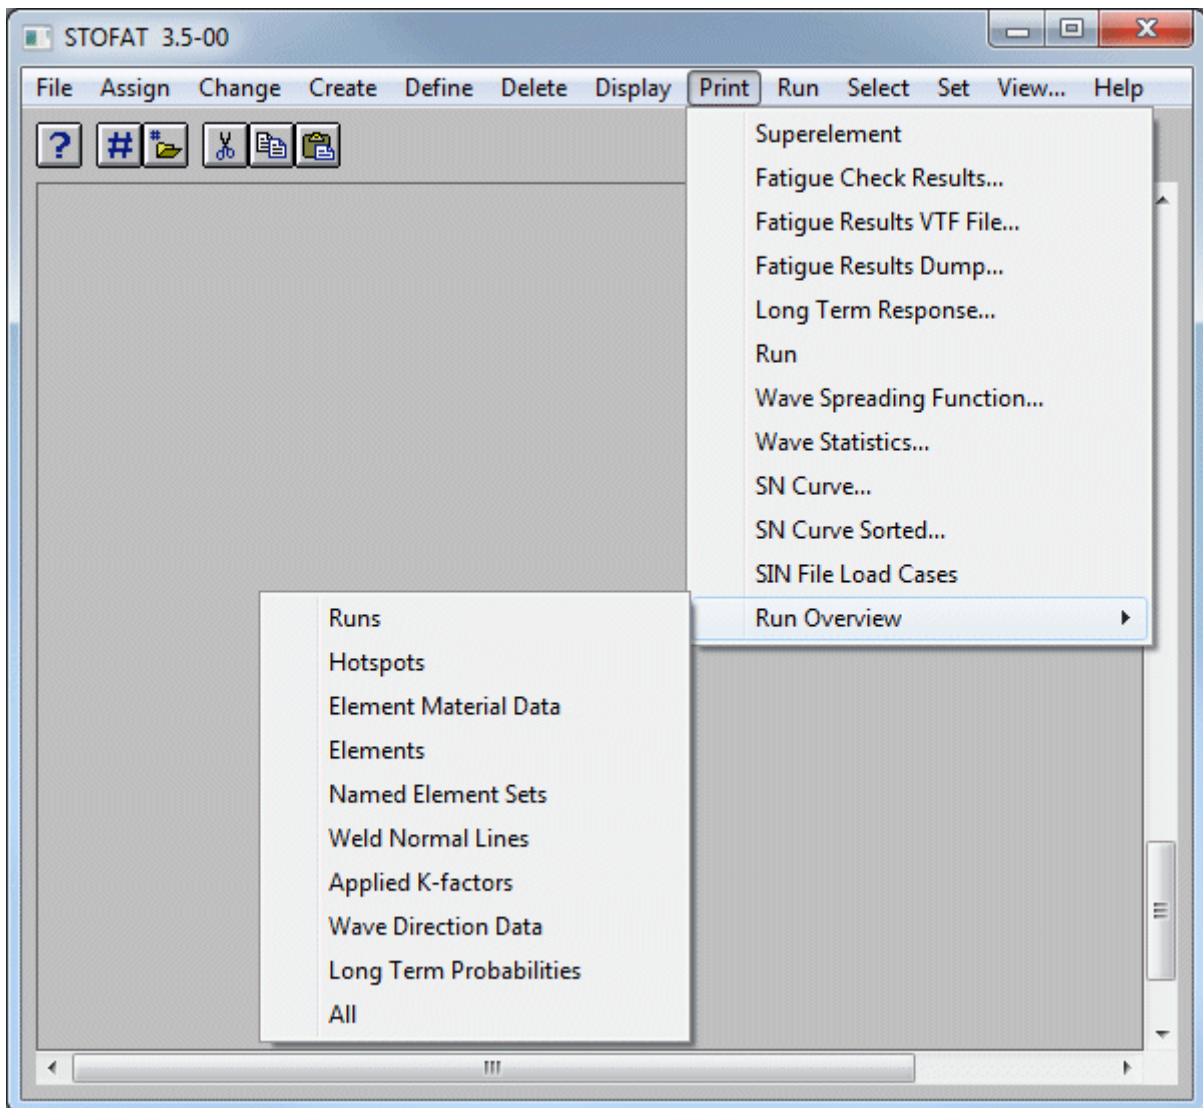 STOFAT 3.5-00
File Assign Change Create Define Delete Display Print Run Select Set View... Help
? #
Superelement
Fatigue Check Results...
Fatigue Results VTF File...
Fatigue Results Dump...
Long Term Response...
Run
Wave Spreading Function...
Wave Statistics...
SN Curve...
SN Curve Sorted...
SIN File Load Cases
Run Overview
Runs
Hotspots
Element Material Data
Elements
Named Element Sets
Weld Normal Lines
Applied K-factors
Wave Direction Data
Long Term Probabilities
All